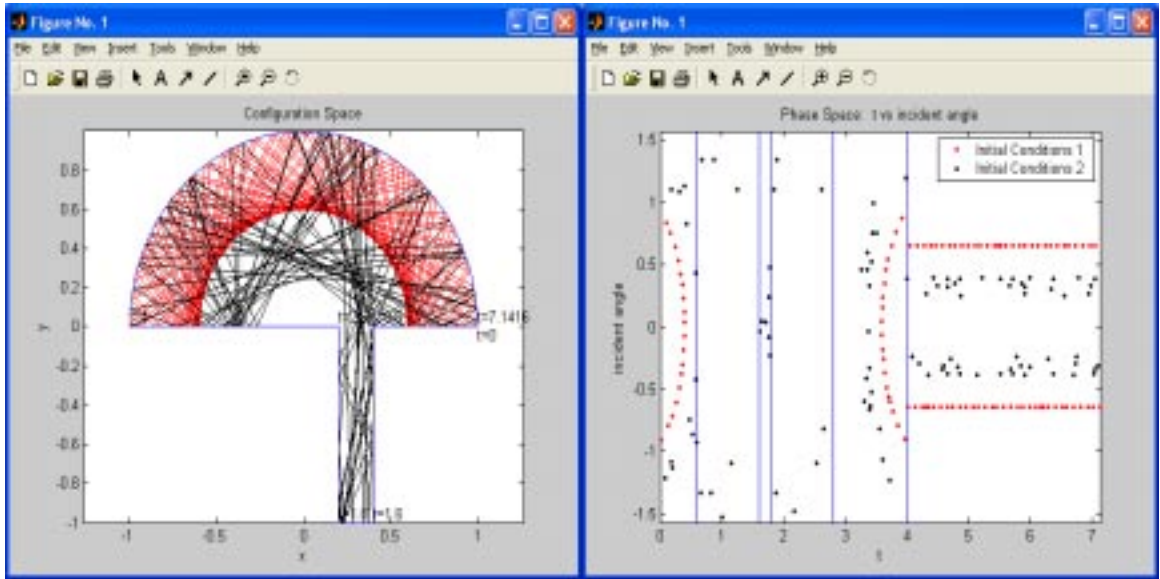 Figure No. 1
File Edit View Insert Tools Window Help
Configuration Space
0.8
0.6
0.4
0.2
0
-0.2
-0.4
-0.6
-0.8
-1
y
-1 -0.5 0 0.5 1
x
t=7.1416
t=0
t=1.6
Figure No. 1
File Edit View Insert Tools Window Help
Phase Space: t vs incident angle
Initial Conditions 1
Initial Conditions 2
1.5
1
0.5
0
-0.5
-1
-1.5
incident angle
0 1 2 3 4 5 6 7
t